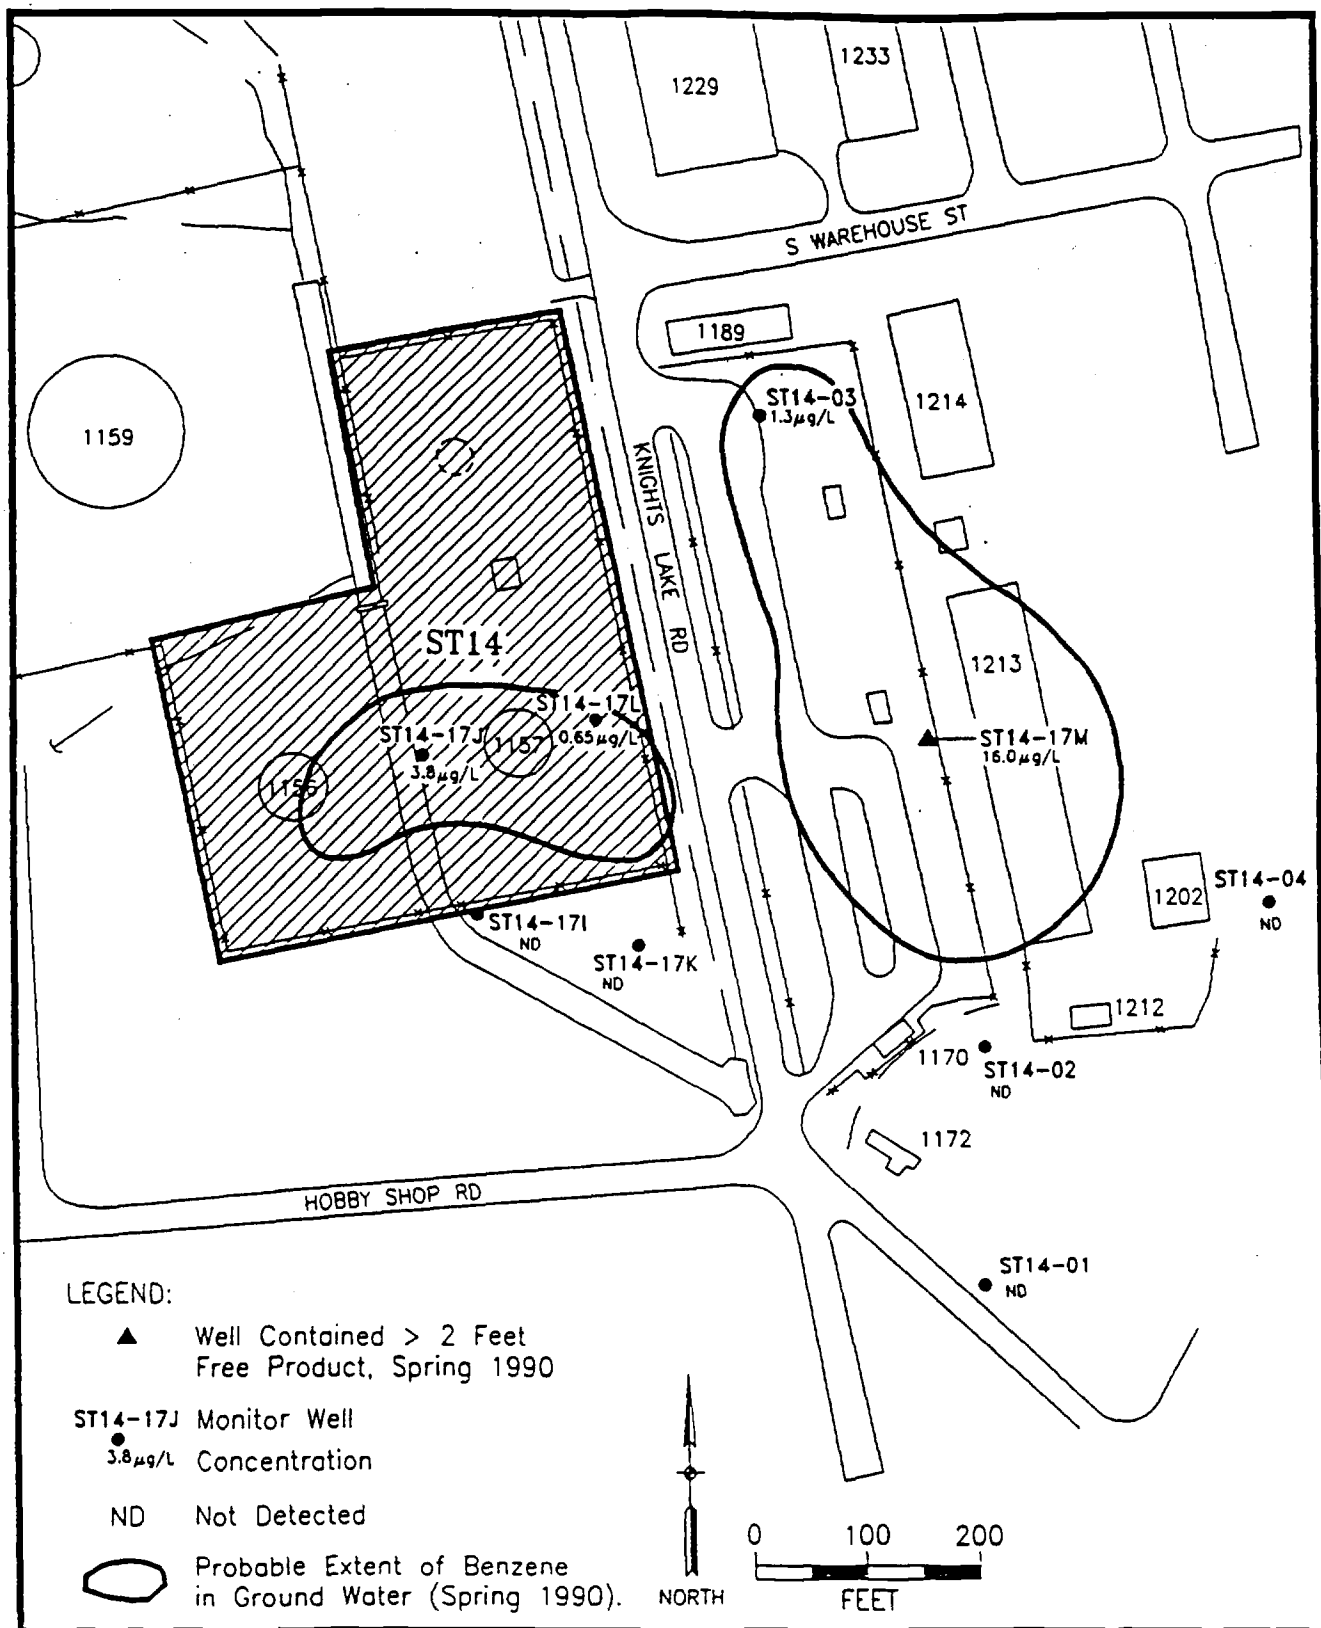 1233
1229
S WAREHOUSE ST
1189
ST14-03
1.3µg/L
1214
1159
KNIGHTS LAKE RD
ST14
1213
ST14-17L
0.65µg/L
ST14-17J
3.8µg/L
1157
1156
ST14-17M
16.0µg/L
1202
ST14-04
ND
ST14-17I
ND
ST14-17K
ND
1212
1170
ST14-02
ND
1172
HOBBY SHOP RD
ST14-01
ND
LEGEND:
Well Contained > 2 Feet
Free Product, Spring 1990
ST14-17J Monitor Well
3.8µg/L Concentration
ND Not Detected
Probable Extent of Benzene
in Ground Water (Spring 1990).
NORTH
0 100 200
FEET